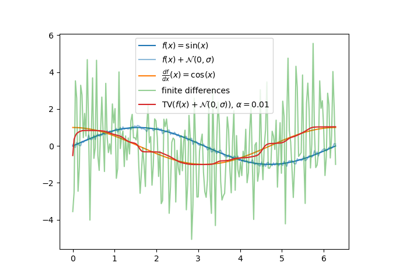 f(x) = sin(x)
f(x) + 𝒩(0, σ)
df/dx (x) = cos(x)
finite differences
TV(f(x) + 𝒩(0, σ)), α = 0.01
6
4
2
0
−2
−4
0 1 2 3 4 5 6